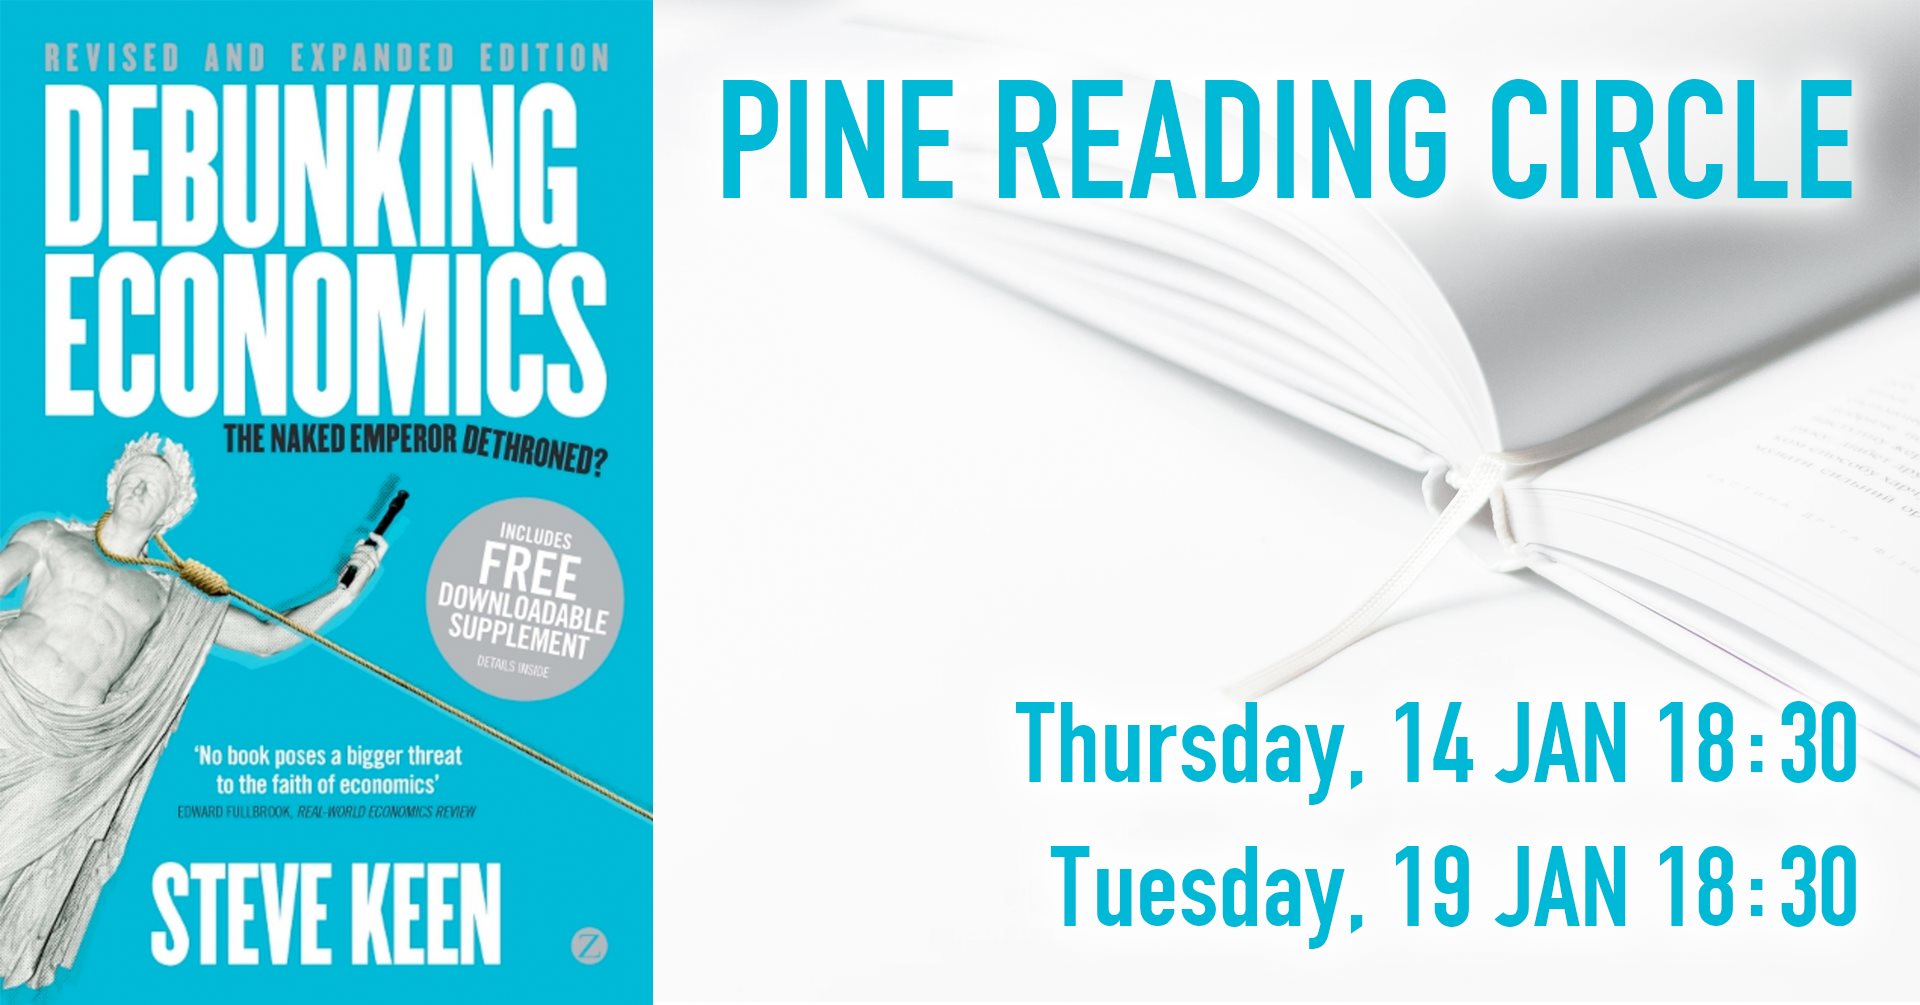 REVISED AND EXPANDED EDITION
DEBUNKING
ECONOMICS
THE NAKED EMPEROR DETHRONED?
INCLUDES
FREE
DOWNLOADABLE
SUPPLEMENT
DETAILS INSIDE
'No book poses a bigger threat
to the faith of economics'
EDWARD FULLBROOK, REAL-WORLD ECONOMICS REVIEW
STEVE KEEN
Z
PINE READING CIRCLE
Thursday, 14 JAN 18:30
Tuesday, 19 JAN 18:30